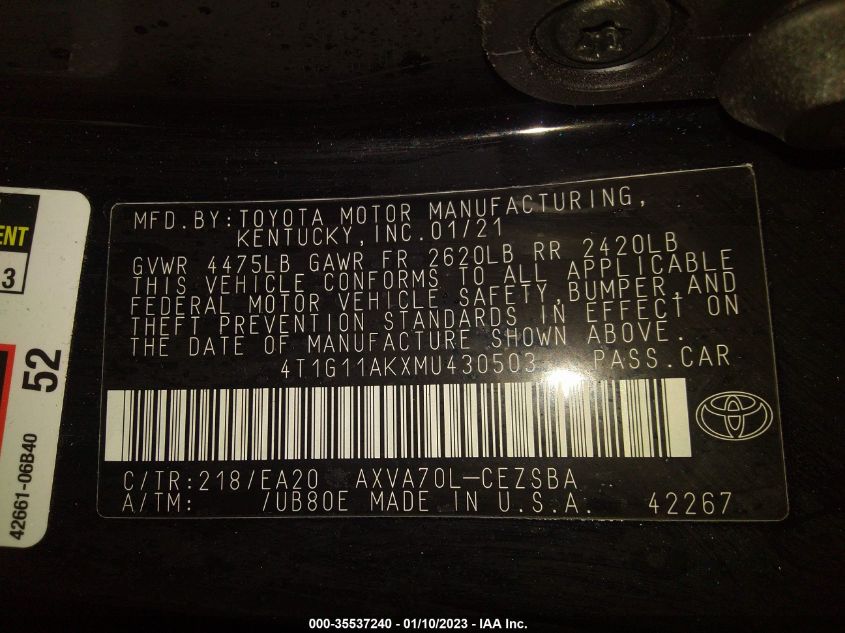 MFD.BY:TOYOTA MOTOR MANUFACTURING,
KENTUCKY,INC.01/21
GVWR 4475LB GAWR FR 2620LB RR 2420LB
THIS VEHICLE CONFORMS TO ALL APPLICABLE
FEDERAL MOTOR VEHICLE SAFETY,BUMPER,AND
THEFT PREVENTION STANDARDS IN EFFECT ON
THE DATE OF MANUFACTURE SHOWN ABOVE.
4T1G11AKXMU430503 PASS.CAR
C/TR:218/EA20 AXVA70L-CEZSBA
A/TM: /UB80E MADE IN U.S.A. 42267
3
52
42661-06B40
000-35537240 - 01/10/2023 - IAA Inc.